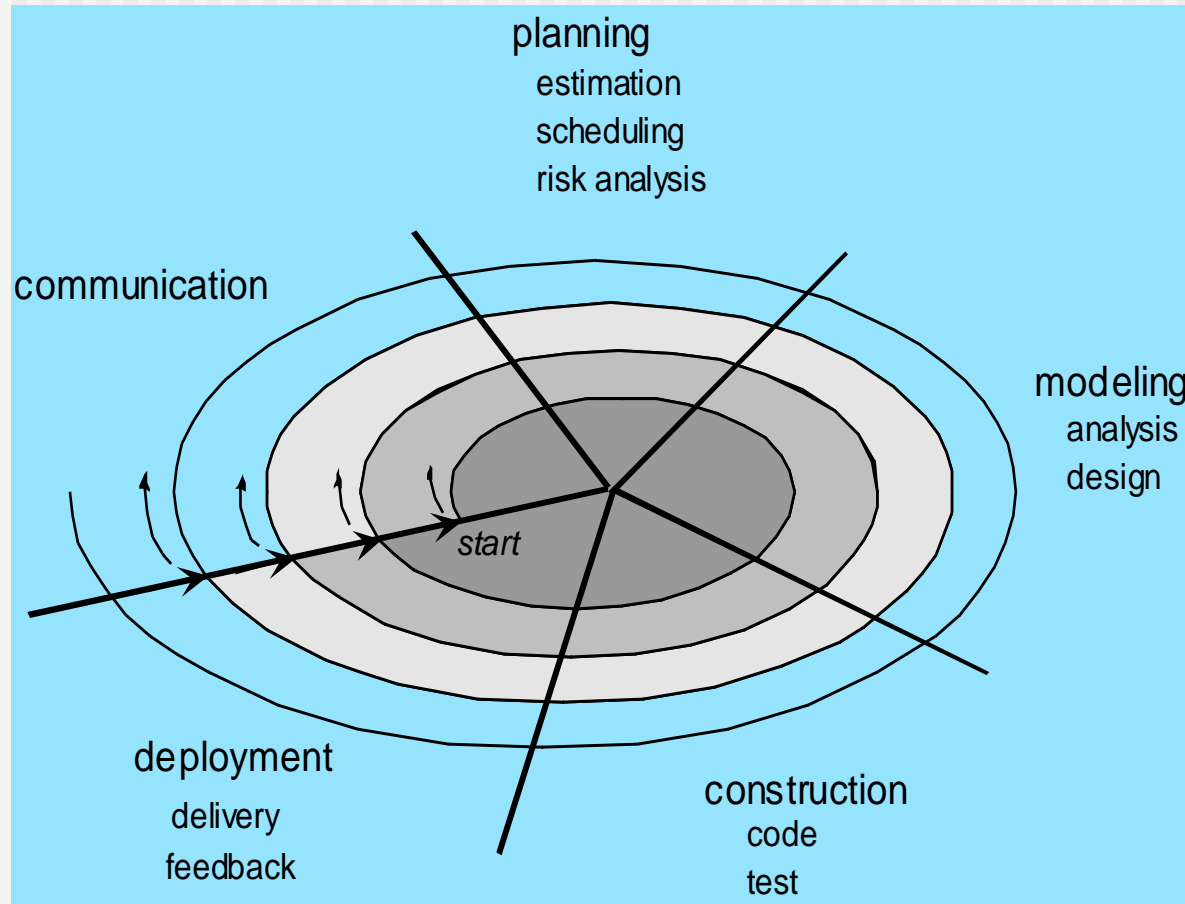 planning
estimation
scheduling
risk analysis
communication
modeling
analysis
design
start
deployment
delivery
feedback
construction
code
test